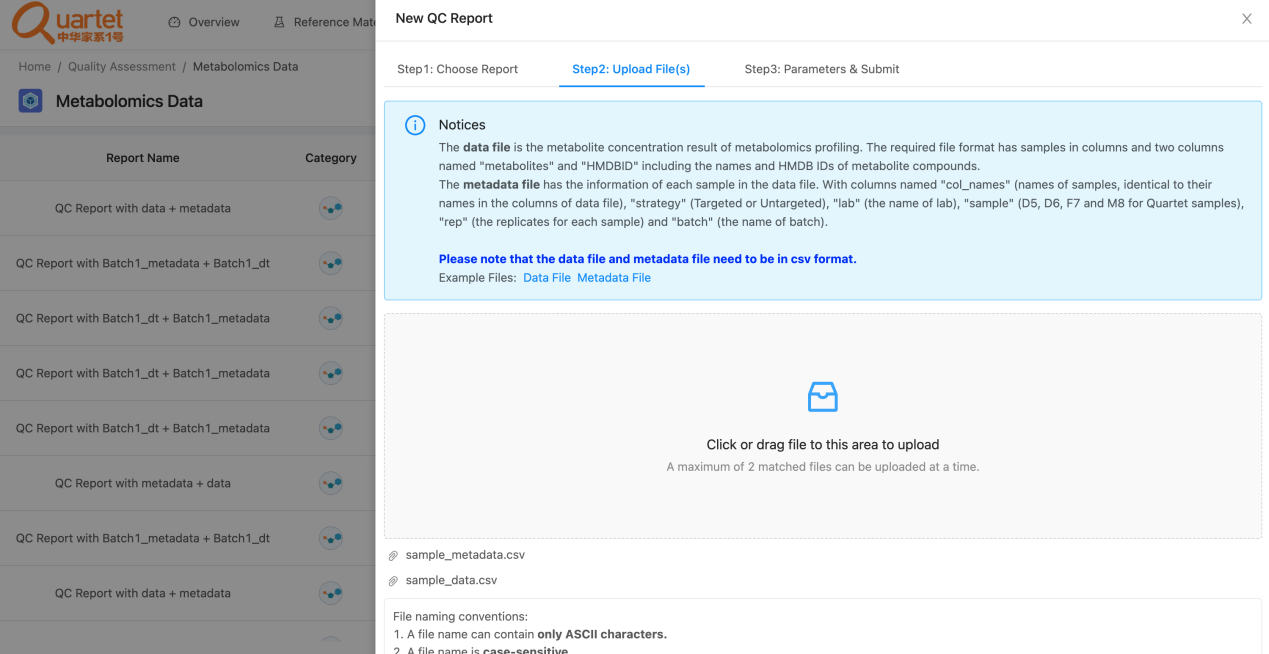 Quartet
中华家系1号
Overview
Reference Mate
Home / Quality Assessment / Metabolomics Data
Metabolomics Data
Report Name Category
QC Report with data + metadata
QC Report with Batch1_metadata + Batch1_dt
QC Report with Batch1_dt + Batch1_metadata
QC Report with Batch1_dt + Batch1_metadata
QC Report with Batch1_dt + Batch1_metadata
QC Report with metadata + data
QC Report with Batch1_metadata + Batch1_dt
QC Report with data + metadata
New QC Report
Step1: Choose Report Step2: Upload File(s) Step3: Parameters & Submit
Notices
The data file is the metabolite concentration result of metabolomics profiling. The required file format has samples in columns and two columns
named "metabolites" and "HMDBID" including the names and HMDB IDs of metabolite compounds.
The metadata file has the information of each sample in the data file. With columns named "col_names" (names of samples, identical to their
names in the columns of data file), "strategy" (Targeted or Untargeted), "lab" (the name of lab), "sample" (D5, D6, F7 and M8 for Quartet samples),
"rep" (the replicates for each sample) and "batch" (the name of batch).
Please note that the data file and metadata file need to be in csv format.
Example Files: Data File Metadata File
Click or drag file to this area to upload
A maximum of 2 matched files can be uploaded at a time.
sample_metadata.csv
sample_data.csv
File naming conventions:
1. A file name can contain only ASCII characters.
2. A file name is case-sensitive